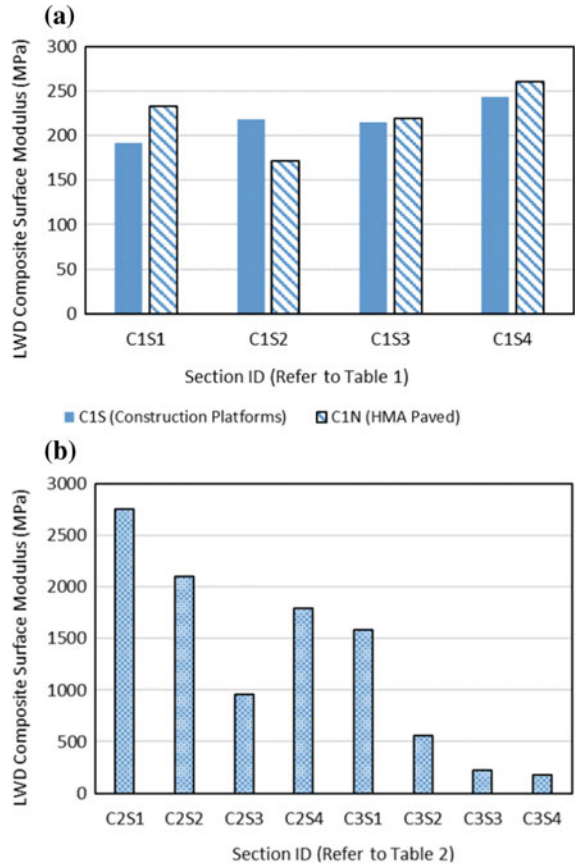 (a)
LWD Composite Surface Modulus (MPa)
300
250
200
150
100
50
0
C1S1 C1S2 C1S3 C1S4
Section ID (Refer to Table 1)
C1S (Construction Platforms) C1N (HMA Paved)
(b)
LWD Composite Surface Modulus (MPa)
3000
2500
2000
1500
1000
500
0
C2S1 C2S2 C2S3 C2S4 C3S1 C3S2 C3S3 C3S4
Section ID (Refer to Table 2)